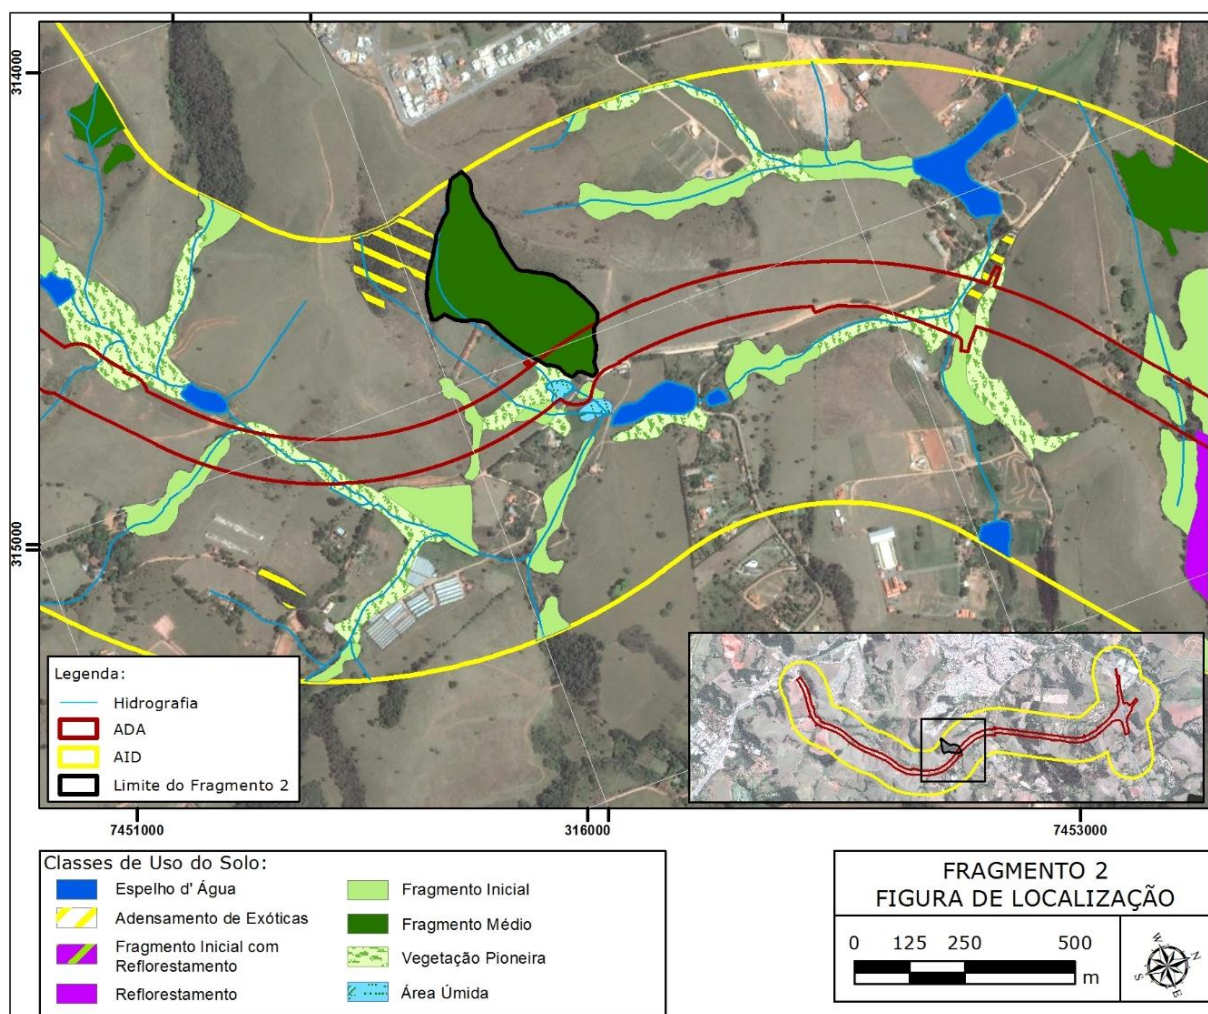 314000
315000
Legenda:
Hidrografia
ADA
AID
Limite do Fragmento 2
7451000
316000
7453000
Classes de Uso do Solo:
Espelho d' Água
Adensamento de Exóticas
Fragmento Inicial com
Reflorestamento
Reflorestamento
Fragmento Inicial
Fragmento Médio
Vegetação Pioneira
Área Úmida
FRAGMENTO 2
FIGURA DE LOCALIZAÇÃO
0 125 250 500
m
W N
S E